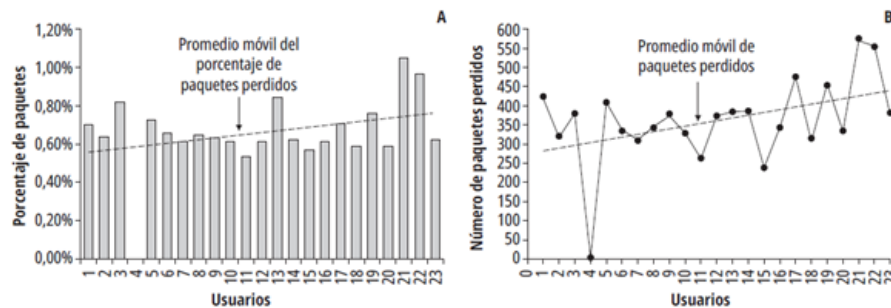 A
1,20%
1,00%
0,80%
0,60%
0,40%
0,20%
0,00%
Porcentaje de paquetes
Promedio móvil del
porcentaje de
paquetes perdidos
1 2 3 4 5 6 7 8 9 10 11 12 13 14 15 16 17 18 19 20 21 22 23
Usuarios
B
600
550
500
450
400
350
300
250
200
150
100
50
0
Número de paquetes perdidos
Promedio móvil de
paquetes perdidos
0 1 2 3 4 5 6 7 8 9 10 11 12 13 14 15 16 17 18 19 20 21 22 23
Usuarios